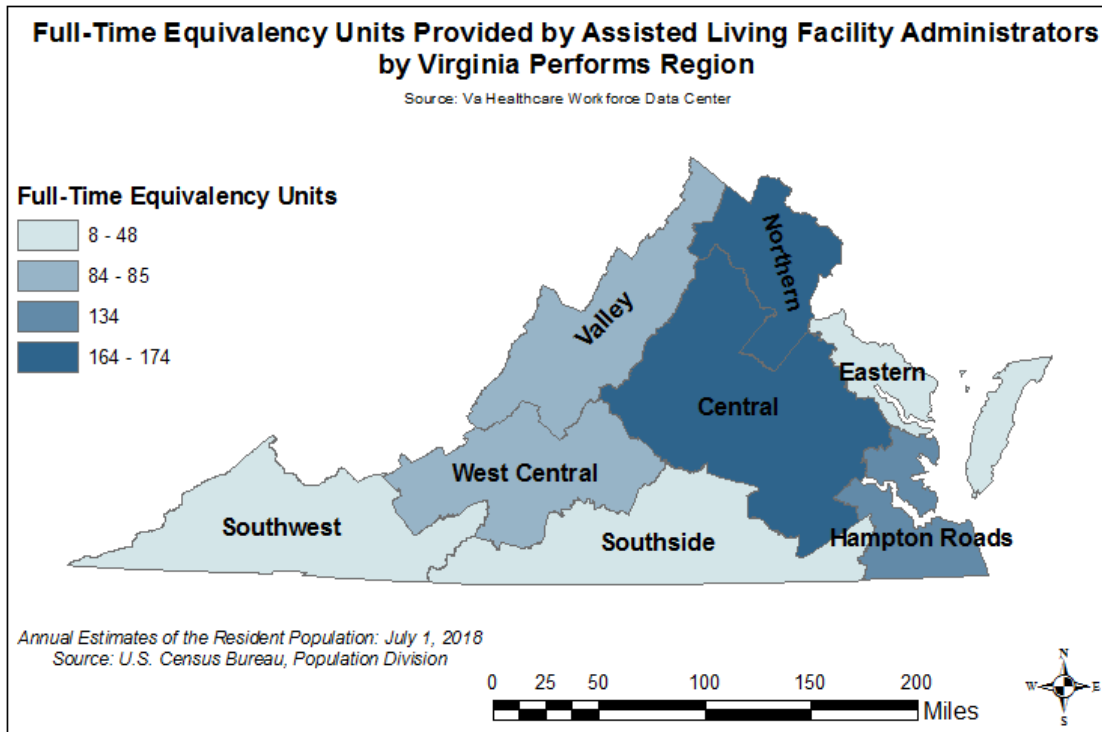 Full-Time Equivalency Units Provided by Assisted Living Facility Administrators
by Virginia Performs Region
Source: Va Healthcare Workforce Data Center
Full-Time Equivalency Units
8 - 48
84 - 85
134
164 - 174
Northern
Valley
Eastern
Central
West Central
Southwest
Southside
Hampton Roads
Annual Estimates of the Resident Population: July 1, 2018
Source: U.S. Census Bureau, Population Division
0 25 50 100 150 200
Miles
N
W E
S